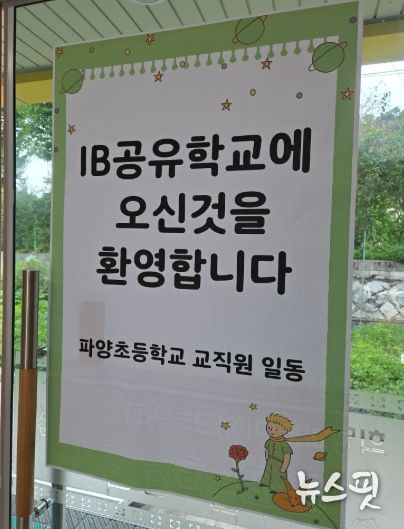 IB공유학교에
오신것을
환영합니다
파양초등학교 교직원 일동
뉴스핏